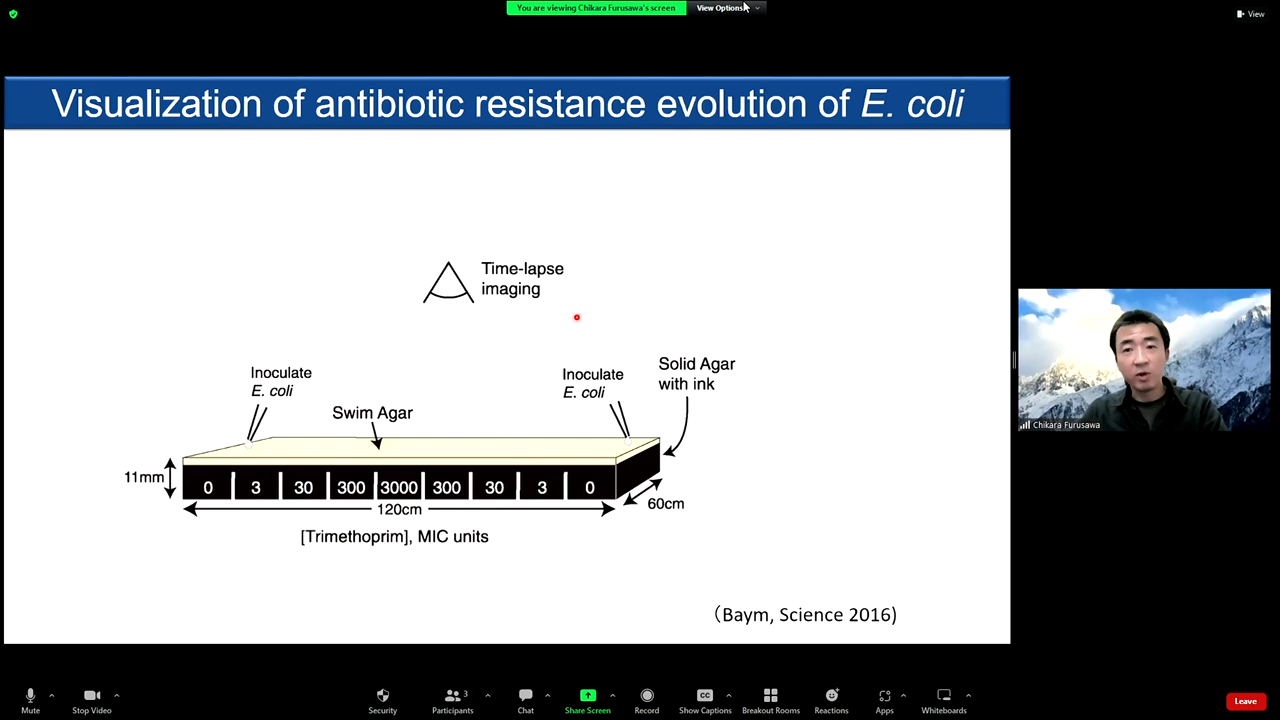 You are viewing Chikara Furusawa's screen
View Options
View
Visualization of antibiotic resistance evolution of E. coli
Time-lapse
imaging
Inoculate
E. coli
Swim Agar
Inoculate
E. coli
Solid Agar
with ink
11mm
0 3 30 300 3000 300 30 3 0
120cm
60cm
[Trimethoprim], MIC units
(Baym, Science 2016)
Chikara Furusawa
Mute
Stop Video
Security
Participants
3
Chat
Share Screen
Record
CC
Show Captions
Breakout Rooms
Reactions
Apps
Whiteboards
Leave